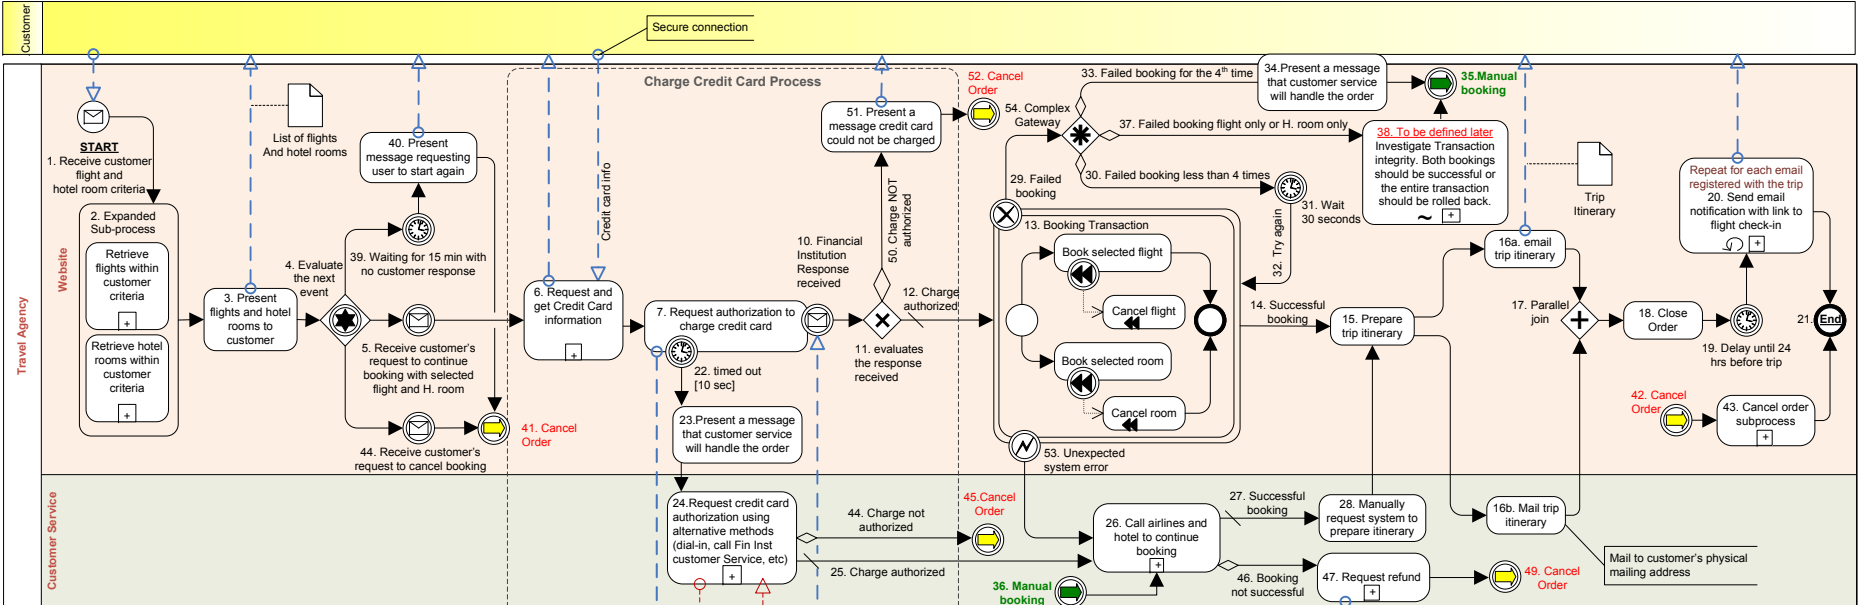 Customer
Secure connection
Travel Agency
Website
Customer Service
Charge Credit Card Process
START
1. Receive customer
flight and
hotel room criteria
2. Expanded
Sub-process
Retrieve
flights within
customer
criteria
Retrieve hotel
rooms within
customer
criteria
List of flights
And hotel rooms
3. Present
flights and hotel
rooms to
customer
4. Evaluate
the next
event
40. Present
message requesting
user to start again
39. Waiting for 15 min with
no customer response
5. Receive customer's
request to continue
booking with selected
flight and H. room
44. Receive customer's
request to cancel booking
41. Cancel
Order
Credit card info
6. Request and
get Credit Card
information
7. Request authorization to
charge credit card
22. timed out
[10 sec]
23.Present a message
that customer service
will handle the order
24.Request credit card
authorization using
alternative methods
(dial-in, call Fin Inst
customer Service, etc)
10. Financial
Institution
Response
received
51. Present a
message credit card
could not be charged
50. Charge NOT
authorized
12. Charge
authorized
11. evaluates
the response
received
44. Charge not
authorized
25. Charge authorized
45.Cancel
Order
52. Cancel
Order
54. Complex
Gateway
29. Failed
booking
33. Failed booking for the 4th time
37. Failed booking flight only or H. room only
30. Failed booking less than 4 times
31. Wait
30 seconds
32. Try again
34.Present a message
that customer service
will handle the order
35.Manual
booking
38. To be defined later
Investigate Transaction
integrity. Both bookings
should be successful or
the entire transaction
should be rolled back.
13. Booking Transaction
Book selected flight
Cancel flight
Book selected room
Cancel room
53. Unexpected
system error
14. Successful
booking
15. Prepare
trip itinerary
16a. email
trip itinerary
Trip
Itinerary
17. Parallel
join
18. Close
Order
19. Delay until 24
hrs before trip
Repeat for each email
registered with the trip
20. Send email
notification with link to
flight check-in
21.
End
42. Cancel
Order
43. Cancel order
subprocess
26. Call airlines and
hotel to continue
booking
27. Successful
booking
28. Manually
request system to
prepare itinerary
16b. Mail trip
itinerary
Mail to customer's physical
mailing address
36. Manual
booking
46. Booking
not successful
47. Request refund
49. Cancel
Order